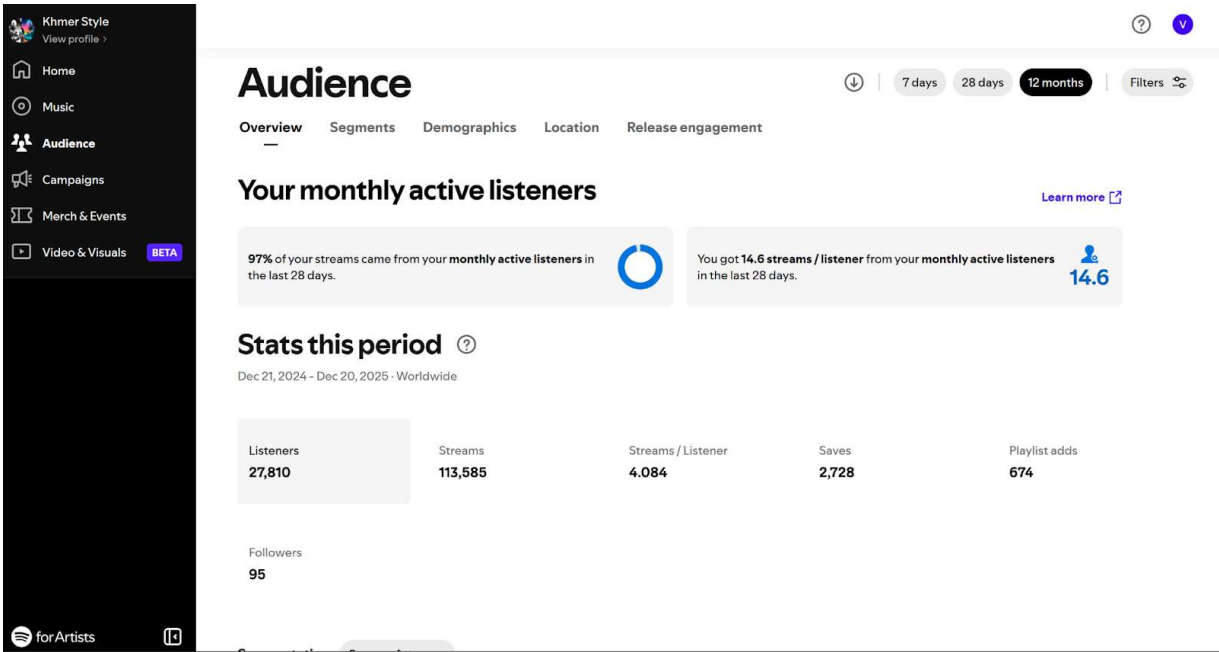 Khmer Style
View profile >
Home
Music
Audience
Campaigns
Merch & Events
Video & Visuals BETA
for Artists
V
Audience
7 days 28 days 12 months Filters
Overview Segments Demographics Location Release engagement
Your monthly active listeners
Learn more
97% of your streams came from your monthly active listeners in
the last 28 days.
You got 14.6 streams / listener from your monthly active listeners
in the last 28 days.
14.6
Stats this period
Dec 21, 2024 - Dec 20, 2025 · Worldwide
Listeners
27,810
Streams
113,585
Streams / Listener
4.084
Saves
2,728
Playlist adds
674
Followers
95